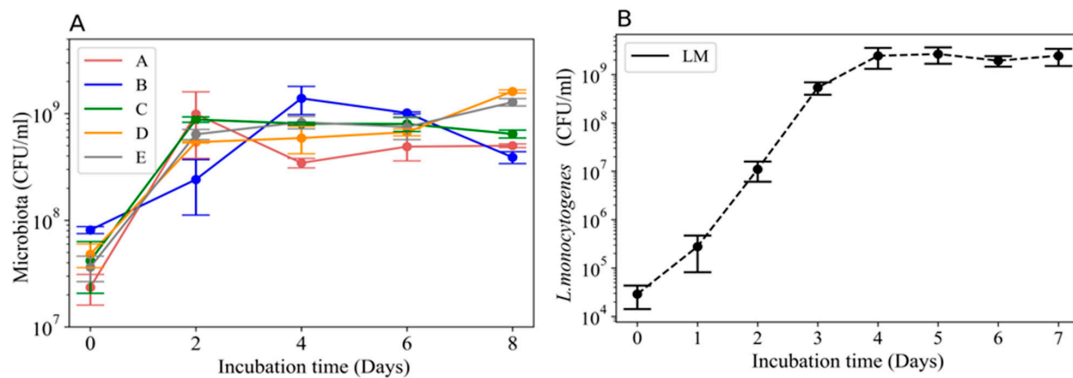 A
Microbiota (CFU/ml)
10⁹
10⁸
10⁷
A
B
C
D
E
0 2 4 6 8
Incubation time (Days)
B
L.monocytogenes (CFU/ml)
10⁹
10⁸
10⁷
10⁶
10⁵
10⁴
LM
0 1 2 3 4 5 6 7
Incubation time (Days)